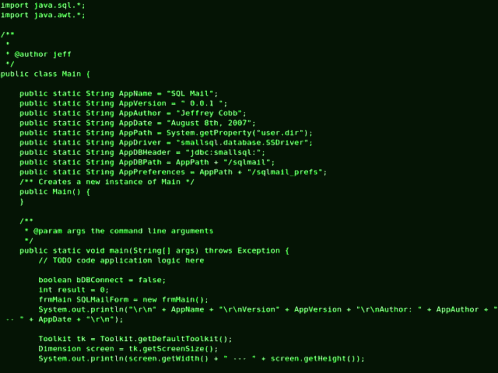 import java.sql.*;
import java.awt.*;
/**
*
* @author jeff
*/
public class Main {
public static String AppName = "SQL Mail";
public static String AppVersion = " 0.0.1 ";
public static String AppAuthor = "Jeffrey Cobb";
public static String AppDate = "August 8th, 2007";
public static String AppPath = System.getProperty("user.dir");
public static String AppDriver = "smallsql.database.SSDriver";
public static String AppDBHeader = "jdbc:smallsql:";
public static String AppDBPath = AppPath + "/sqlmail";
public static String AppPreferences = AppPath + "/sqlmail_prefs";
/** Creates a new instance of Main */
public Main() {
}
/**
* @param args the command line arguments
*/
public static void main(String[] args) throws Exception {
// TODO code application logic here
boolean bDBConnect = false;
int result = 0;
frmMain SQLMailForm = new frmMain();
System.out.println("\r\n" + AppName + "\r\nVersion" + AppVersion + "\r\nAuthor: " + AppAuthor + "
-- " + AppDate + "\r\n");
Toolkit tk = Toolkit.getDefaultToolkit();
Dimension screen = tk.getScreenSize();
System.out.println(screen.getWidth() + " --- " + screen.getHeight());